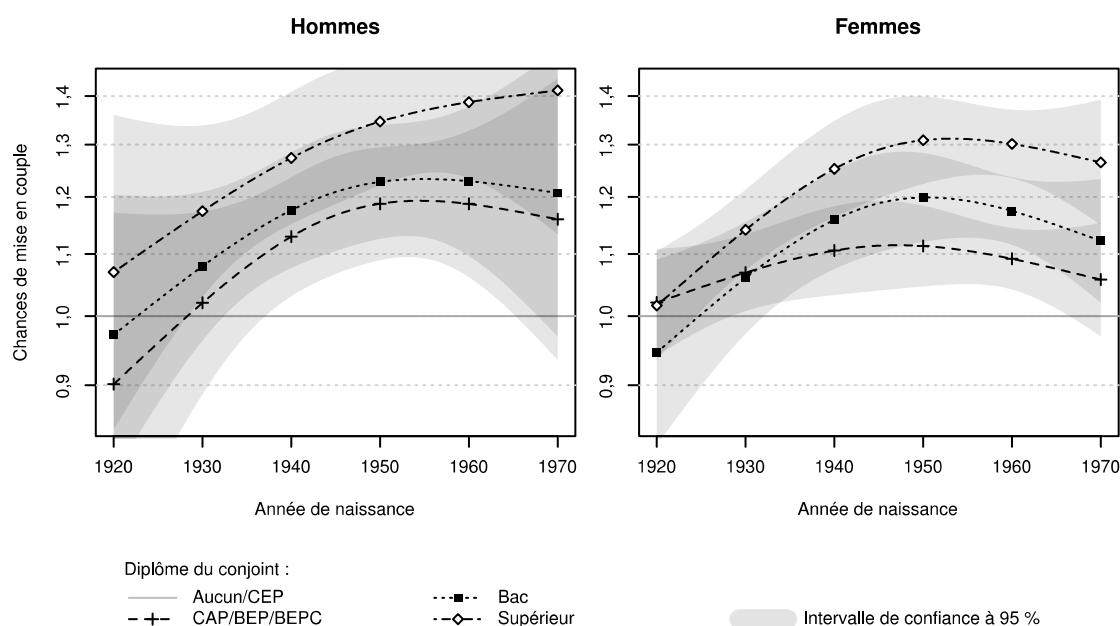 Hommes
Femmes
Chances de mise en couple
1,4
1,3
1,2
1,1
1,0
0,9
1920 1930 1940 1950 1960 1970
Année de naissance
1,4
1,3
1,2
1,1
1,0
0,9
1920 1930 1940 1950 1960 1970
Année de naissance
Diplôme du conjoint :
Aucun/CEP
CAP/BEP/BEPC
Bac
Supérieur
Intervalle de confiance à 95 %